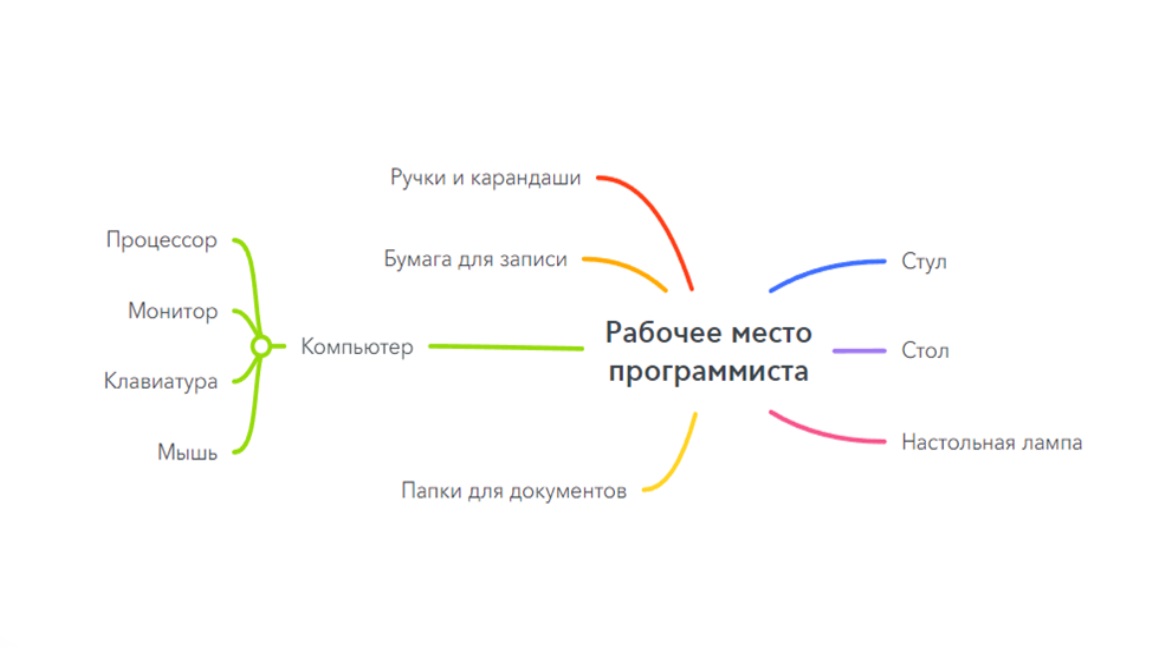 Ручки и карандаши
Процессор
Бумага для записи
Стул
Монитор
Рабочее место
программиста
Компьютер
Стол
Клавиатура
Настольная лампа
Мышь
Папки для документов